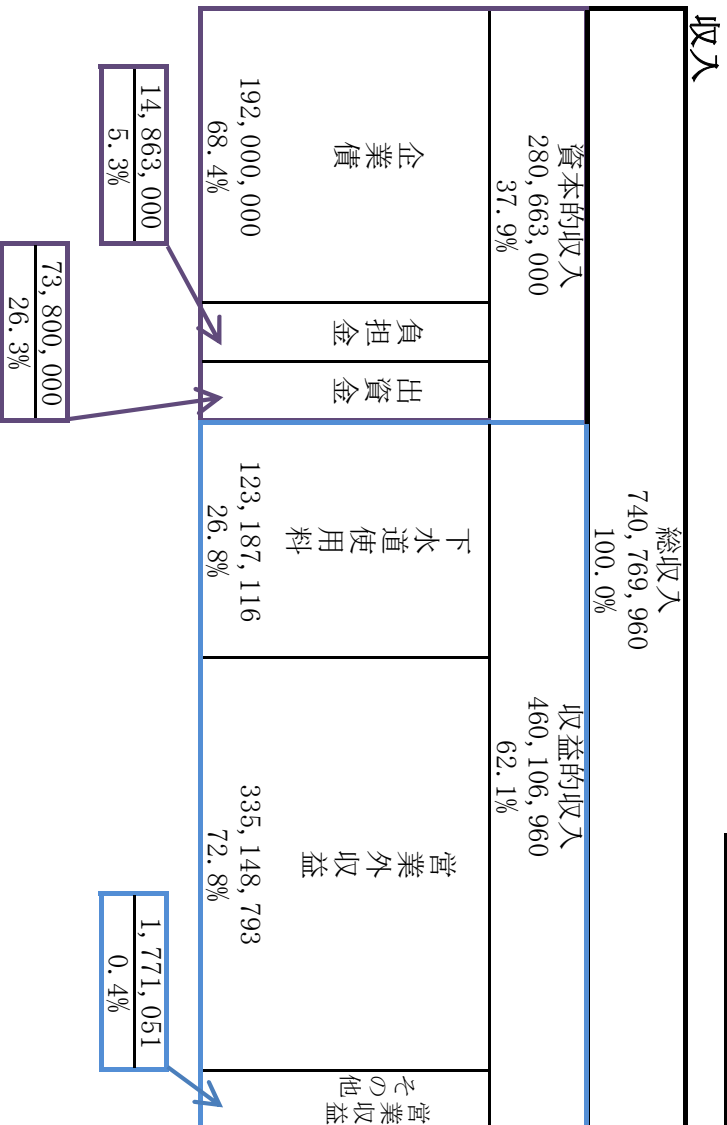 収入
総収入
740,769,960
100.0%
資本的収入
280,663,000
37.9%
収益的収入
460,106,960
62.1%
企業債
192,000,000
68.4%
負担金
出資金
下水道使用料
123,187,116
26.8%
営業外収益
335,148,793
72.8%
営業収益
その他
14,863,000
5.3%
73,800,000
26.3%
1,771,051
0.4%